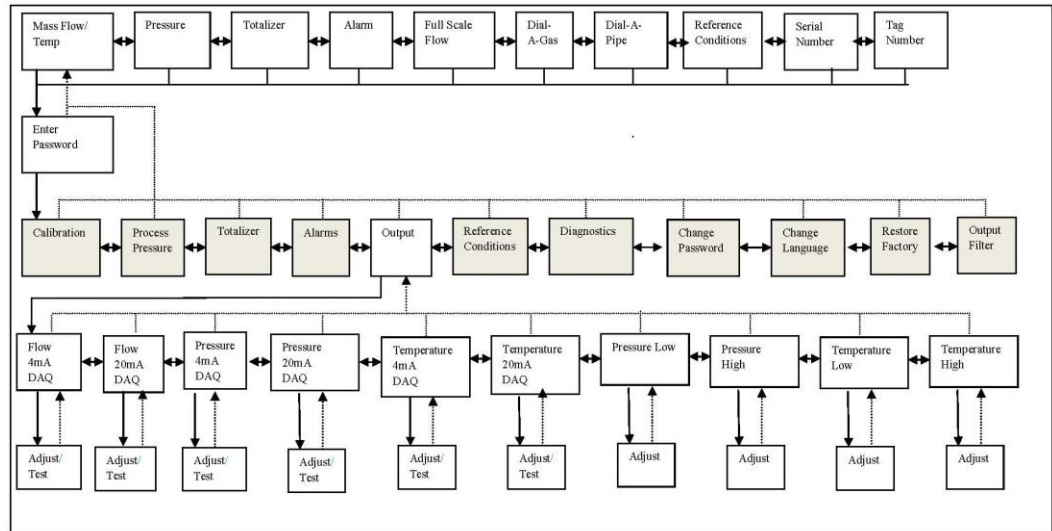 Mass Flow/
Temp
Pressure
Totalizer
Alarm
Full Scale
Flow
Dial-
A-Gas
Dial-A-
Pipe
Reference
Conditions
Serial
Number
Tag
Number
Enter
Password
Calibration
Process
Pressure
Totalizer
Alarms
Output
Reference
Conditions
Diagnostics
Change
Password
Change
Language
Restore
Factory
Output
Filter
Flow
4mA
DAQ
Flow
20mA
DAQ
Pressure
4mA
DAQ
Pressure
20mA
DAQ
Temperature
4mA
DAQ
Temperature
20mA
DAQ
Pressure Low
Pressure
High
Temperature
Low
Temperature
High
Adjust/
Test
Adjust/
Test
Adjust/
Test
Adjust/
Test
Adjust/
Test
Adjust/
Test
Adjust
Adjust
Adjust
Adjust